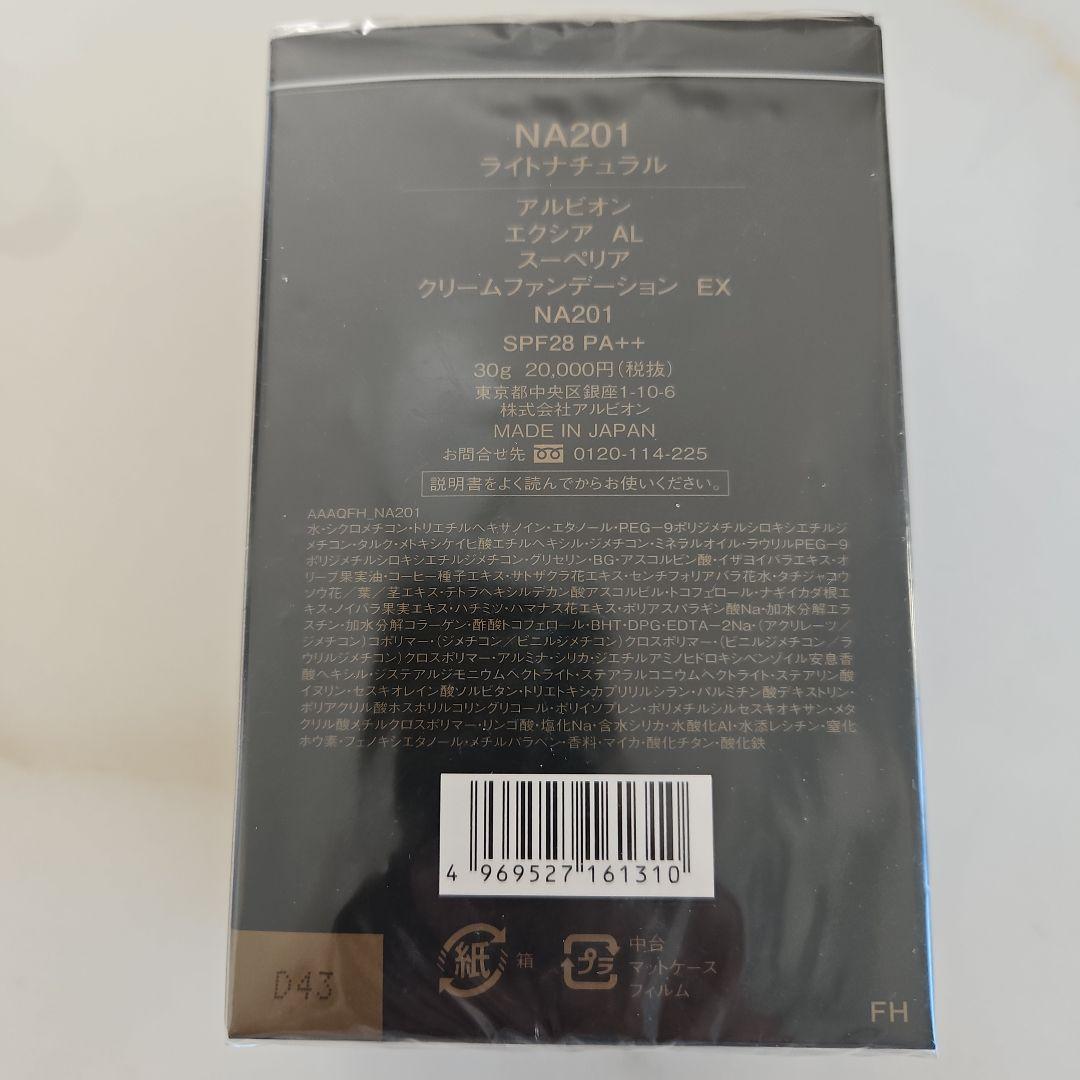 NA201
ライトナチュラル
アルビオン
エクシア AL
スーペリア
クリームファンデーション EX
NA201
SPF28 PA++
30g 20,000円(税抜)
東京都中央区銀座1-10-6
株式会社アルビオン
MADE IN JAPAN
お問合せ先 0120-114-225
説明書をよく読んでからお使いください。
AAAQFH_NA201
水・シクロメチコン・トリエチルヘキサノイン・エタノール・PEG−9ポリジメチルシロキシエチルジ
メチコン・タルク・メトキシケイヒ酸エチルヘキシル・ジメチコン・ミネラルオイル・ラウリルPEG−9
ポリジメチルシロキシエチルジメチコン・グリセリン・BG・アスコルビン酸・イザヨイバラエキス・オ
リーブ果実油・コーヒー種子エキス・サトザクラ花エキス・センチフォリアバラ花水・タチジャコウ
ソウ花／葉／茎エキス・テトラヘキシルデカン酸アスコルビル・トコフェロール・ナギイカダ根エ
キス・ノイバラ果実エキス・ハチミツ・ハマナス花エキス・ポリアスパラギン酸Na・加水分解エラ
スチン・加水分解コラーゲン・酢酸トコフェロール・BHT・DPG・EDTA−2Na・(アクリレーツ／
ジメチコン)コポリマー・(ジメチコン／ビニルジメチコン)クロスポリマー・(ビニルジメチコン／ラ
ウリルジメチコン)クロスポリマー・アルミナ・シリカ・ジエチルアミノヒドロキシベンゾイル安息香
酸ヘキシル・ジステアルジモニウムヘクトライト・ステアラルコニウムヘクトライト・ステアリン酸
イヌリン・セスキオレイン酸ソルビタン・トリエトキシカプリリルシラン・パルミチン酸デキストリン・
ポリアクリル酸ホスホリルコリングリコール・ポリイソプレン・ポリメチルシルセスキオキサン・メタ
クリル酸メチルクロスポリマー・リンゴ酸・塩化Na・含水シリカ・水酸化Al・水添レシチン・窒化
ホウ素・フェノキシエタノール・メチルパラベン・香料・マイカ・酸化チタン・酸化鉄
4 969527 161310
紙 箱
プラ 中台
マットケース
フィルム
D43
FH